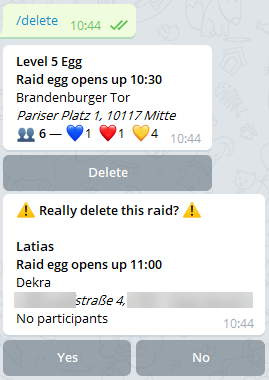 /delete
10:44
Level 5 Egg
Raid egg opens up 10:30
Brandenburger Tor
Pariser Platz 1, 10117 Mitte
👥 6 — 💙1 ❤️1 💛4
10:44
Delete
⚠️ Really delete this raid? ⚠️
Latias
Raid egg opens up 11:00
Dekra
straße 4,
No participants
10:44
Yes
No